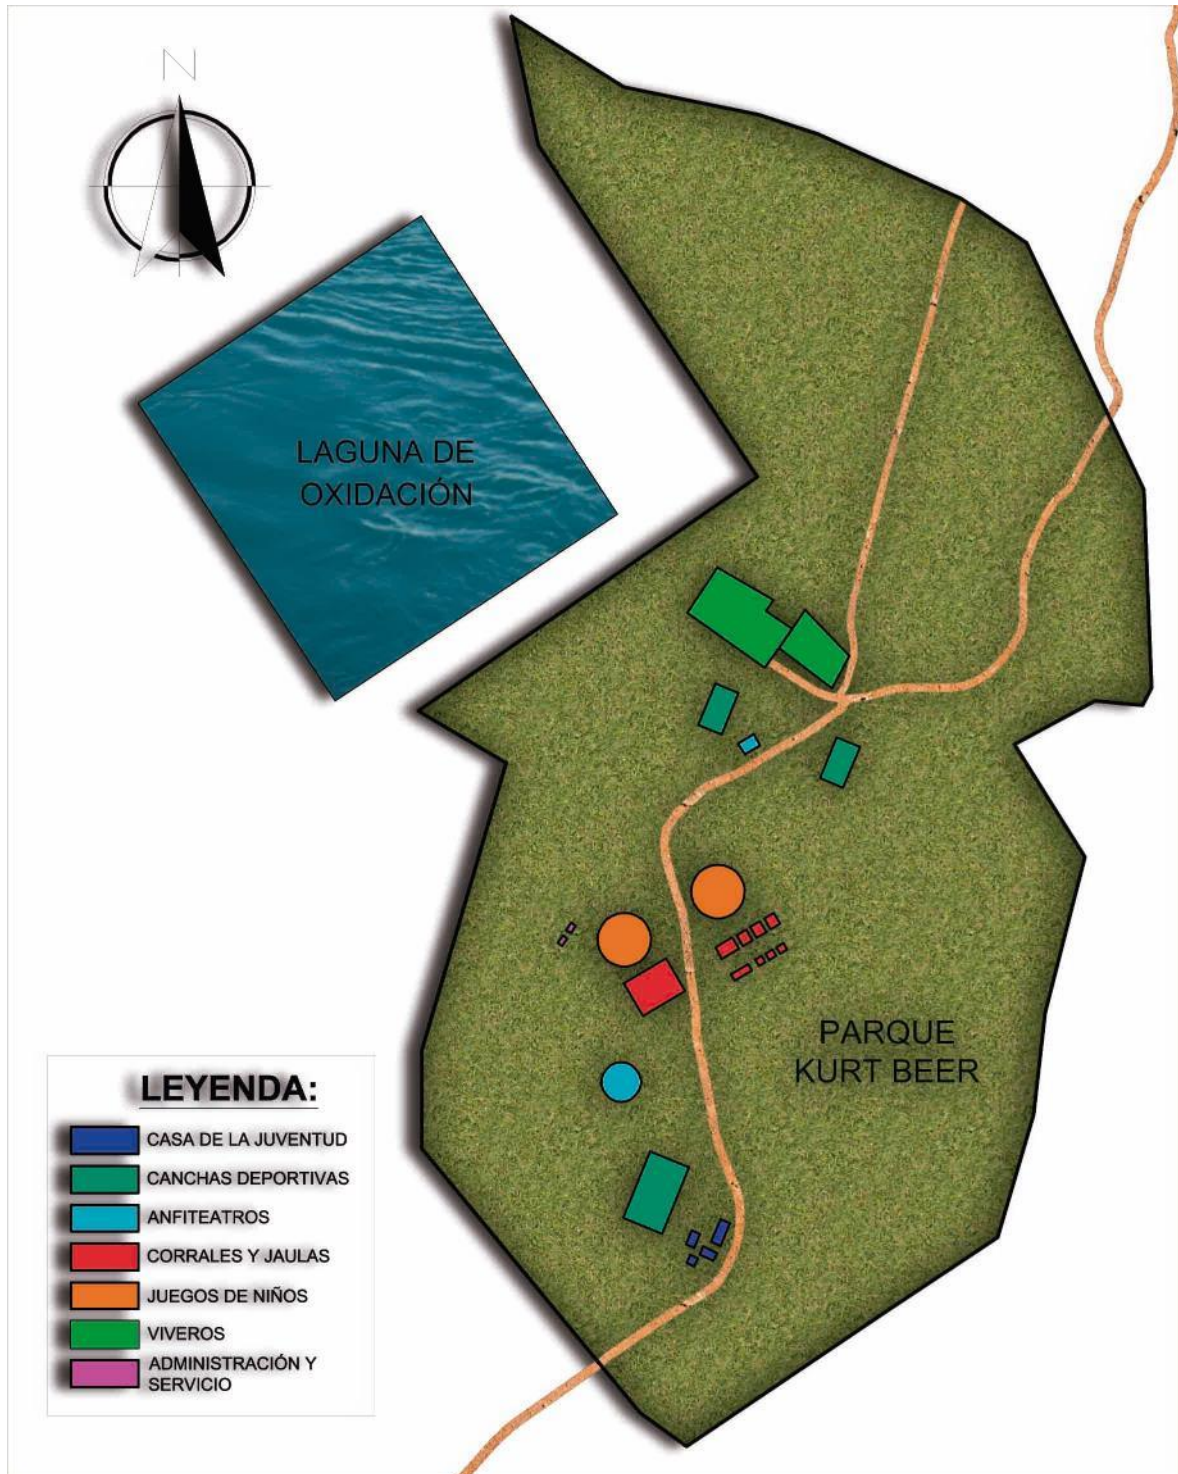 N
LAGUNA DE
OXIDACIÓN
PARQUE
KURT BEER
LEYENDA:
CASA DE LA JUVENTUD
CANCHAS DEPORTIVAS
ANFITEATROS
CORRALES Y JAULAS
JUEGOS DE NIÑOS
VIVEROS
ADMINISTRACIÓN Y
SERVICIO